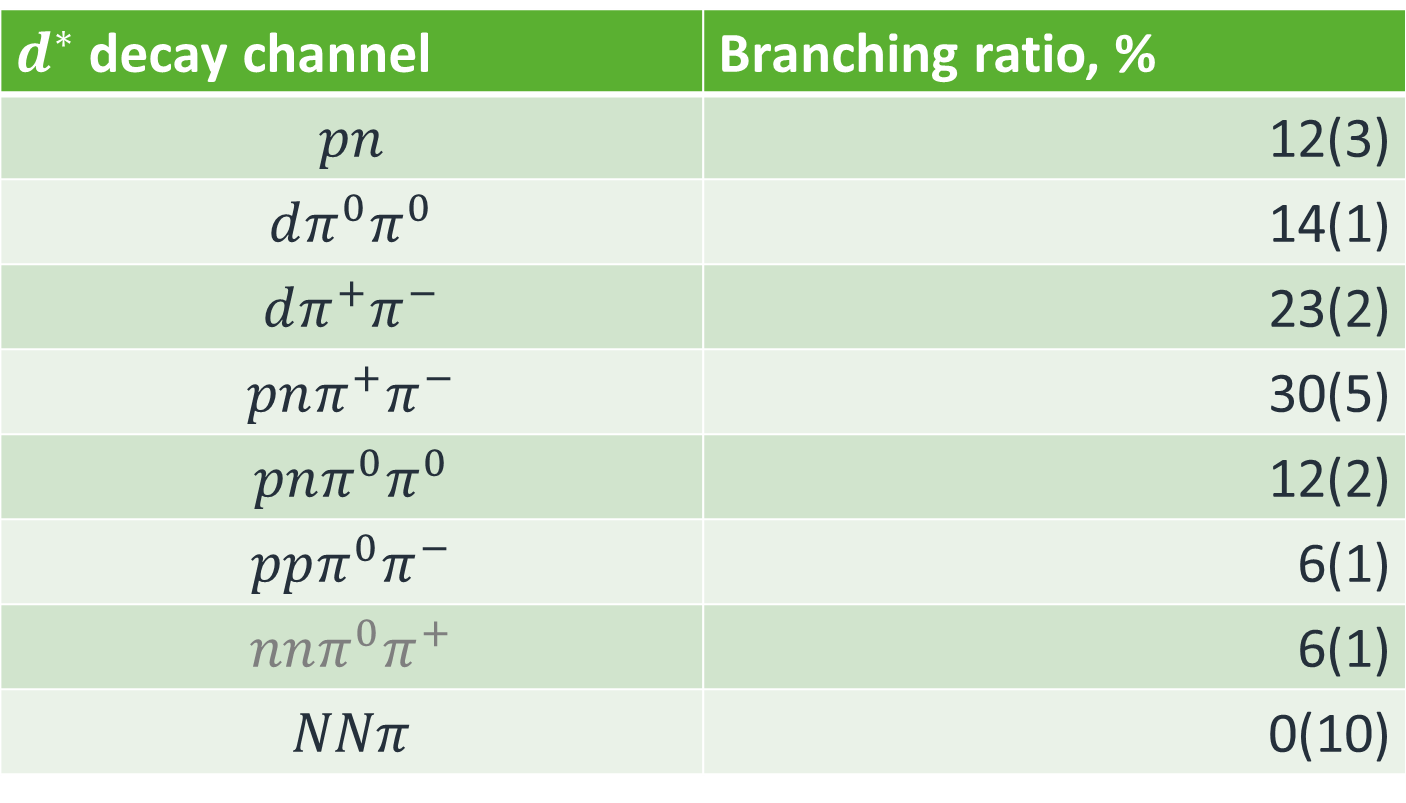 d* decay channel Branching ratio, %
pn 12(3)
dπ⁰π⁰ 14(1)
dπ⁺π⁻ 23(2)
pnπ⁺π⁻ 30(5)
pnπ⁰π⁰ 12(2)
ppπ⁰π⁻ 6(1)
nnπ⁰π⁺ 6(1)
NNπ 0(10)